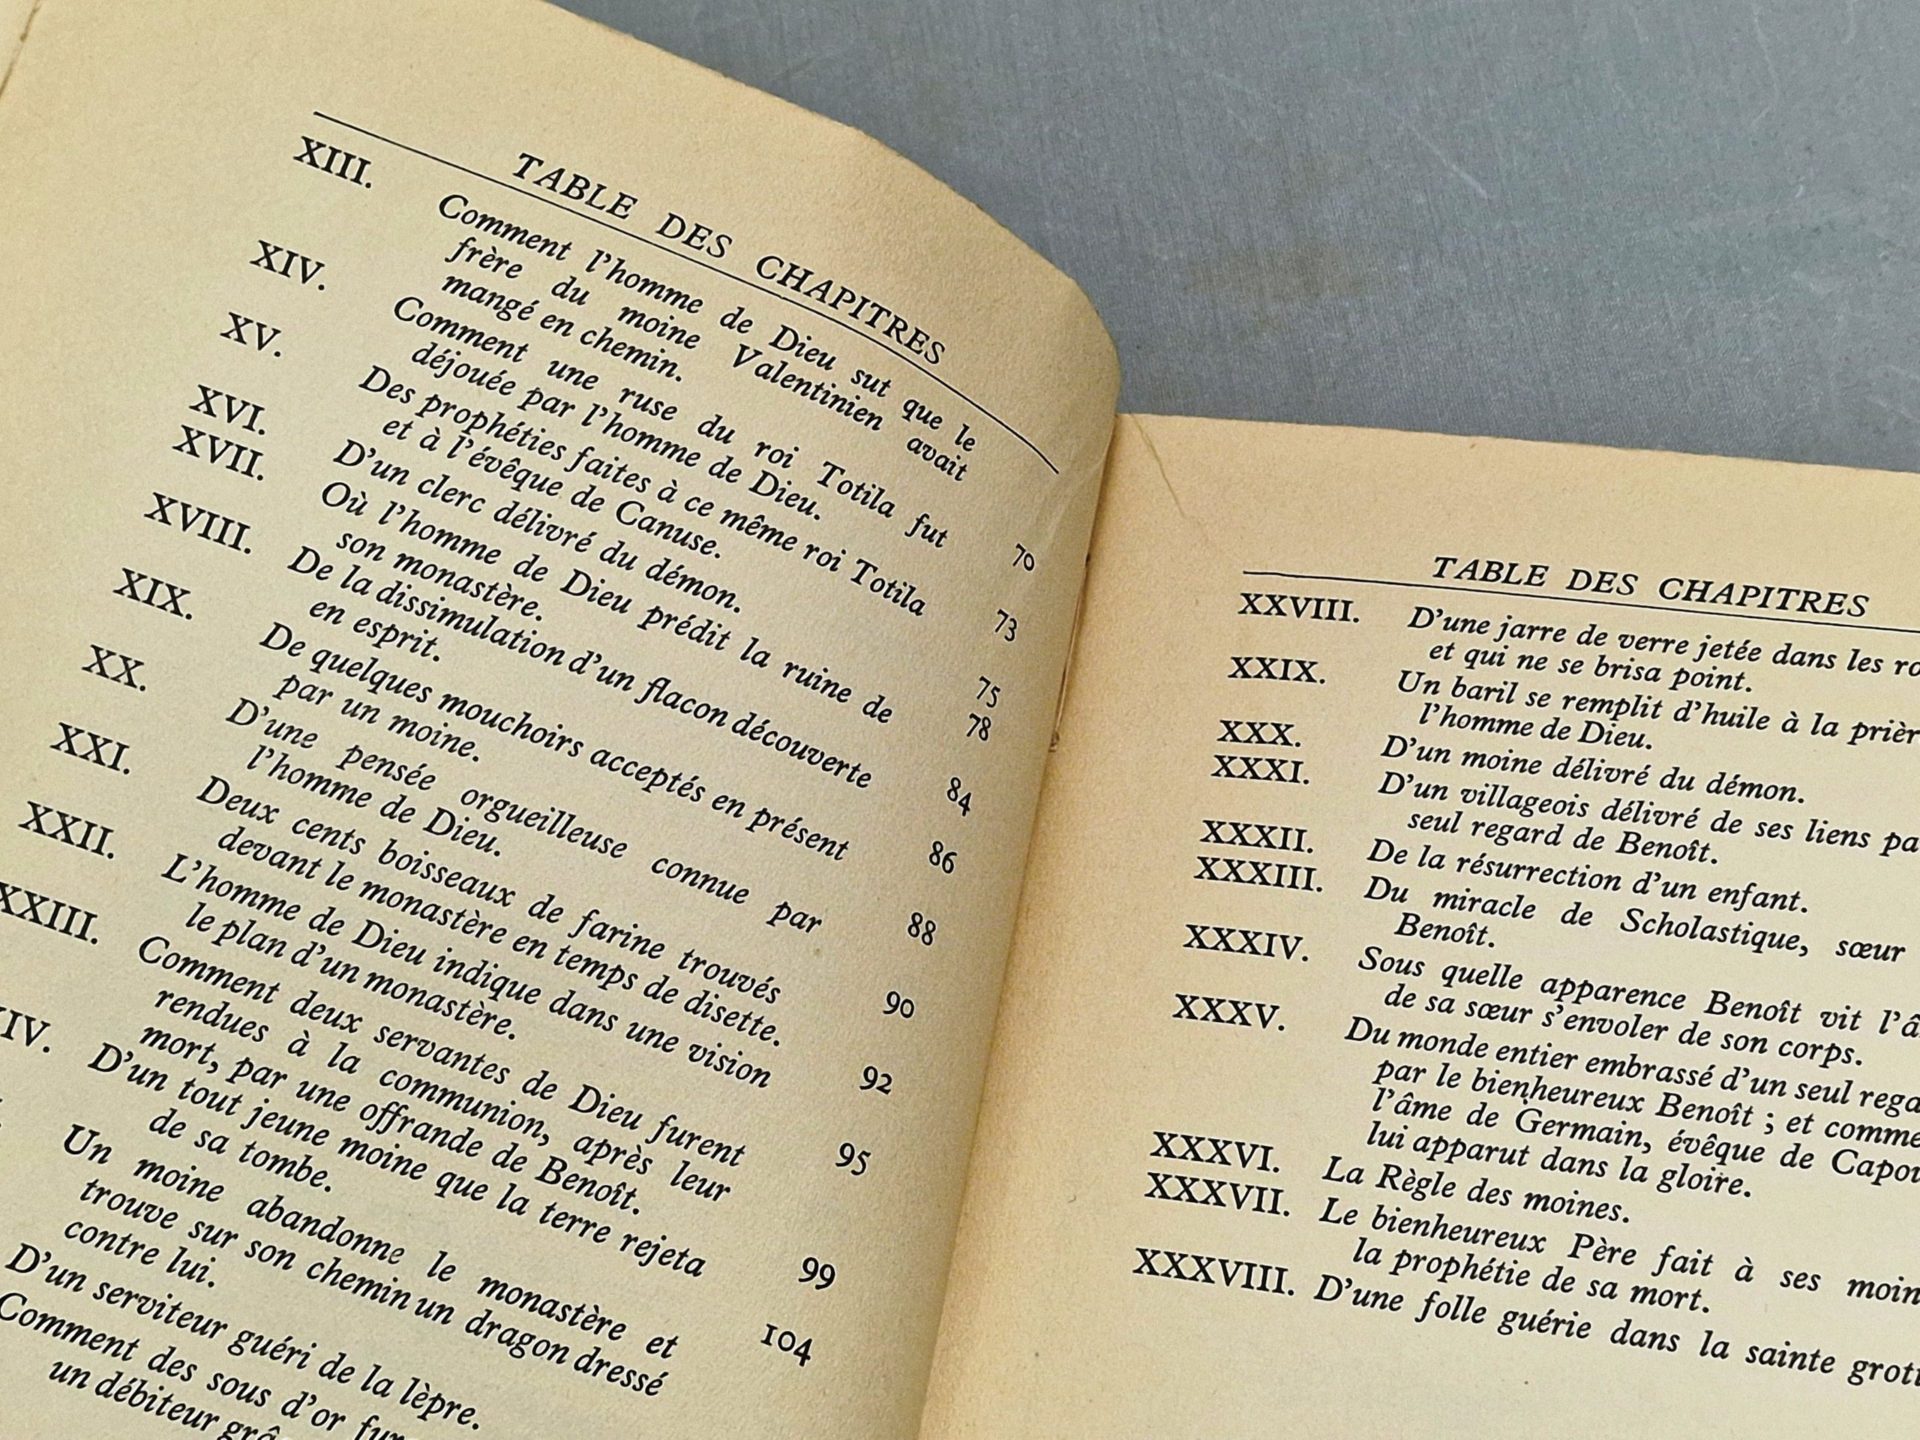 TABLE DES CHAPITRES
XIII. Comment l'homme de Dieu sut que le
frère du moine Valentinien avait
mangé en chemin. 70
XIV. Comment une ruse du roi Totila fut
déjouée par l'homme de Dieu. 73
XV. Des prophéties faites à ce même roi Totila
et à l'évêque de Canuse. 75
XVI. D'un clerc délivré du démon. 78
XVII. Où l'homme de Dieu prédit la ruine de
son monastère. 84
XVIII. De la dissimulation d'un flacon découverte
en esprit. 86
XIX. De quelques mouchoirs acceptés en présent
par un moine. 88
XX. D'une pensée orgueilleuse connue par
l'homme de Dieu. 90
XXI. Deux cents boisseaux de farine trouvés
devant le monastère en temps de disette. 92
XXII. L'homme de Dieu indique dans une vision
le plan d'un monastère. 95
XXIII. Comment deux servantes de Dieu furent
rendues à la communion, après leur
mort, par une offrande de Benoît. 99
IV. D'un tout jeune moine que la terre rejeta
de sa tombe. 104
Un moine abandonne le monastère et
trouve sur son chemin un dragon dressé
contre lui.
D'un serviteur guéri de la lèpre.
Comment des sous d'or
un débiteur
TABLE DES CHAPITRES
XXVIII. D'une jarre de verre jetée dans les ro
et qui ne se brisa point.
XXIX. Un baril se remplit d'huile à la prièr
l'homme de Dieu.
XXX. D'un moine délivré du démon.
XXXI. D'un villageois délivré de ses liens pa
seul regard de Benoît.
XXXII. De la résurrection d'un enfant.
XXXIII. Du miracle de Scholastique, sœur
Benoît.
XXXIV. Sous quelle apparence Benoît vit l'â
de sa sœur s'envoler de son corps.
XXXV. Du monde entier embrassé d'un seul rega
par le bienheureux Benoît ; et comme
l'âme de Germain, évêque de Capou
lui apparut dans la gloire.
XXXVI. La Règle des moines.
XXXVII. Le bienheureux Père fait à ses moin
la prophétie de sa mort.
XXXVIII. D'une folle guérie dans la sainte grott